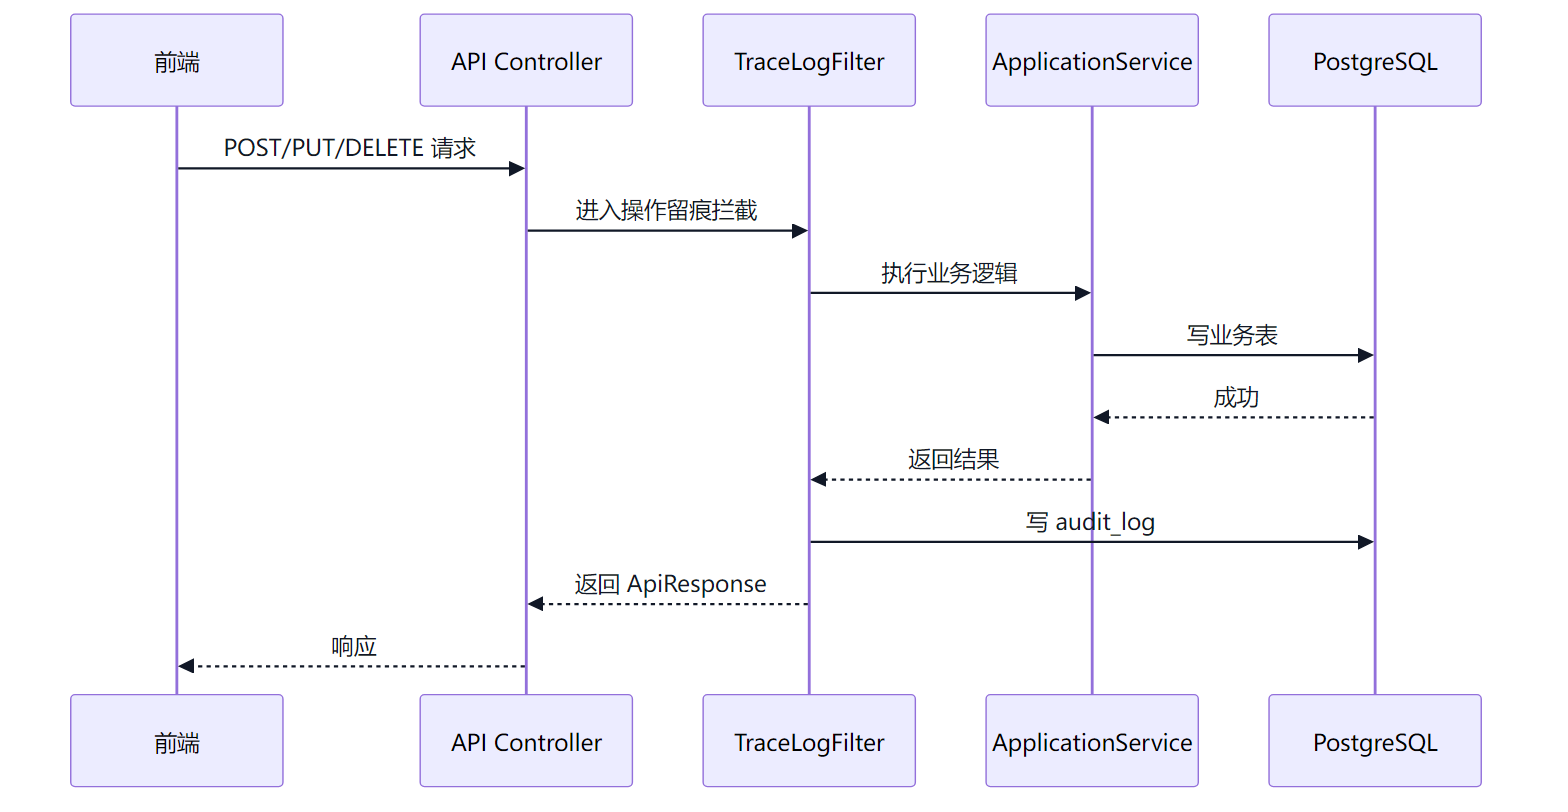 前端
API Controller
TraceLogFilter
ApplicationService
PostgreSQL
POST/PUT/DELETE 请求
进入操作留痕拦截
执行业务逻辑
写业务表
成功
返回结果
写 audit_log
返回 ApiResponse
响应
前端
API Controller
TraceLogFilter
ApplicationService
PostgreSQL